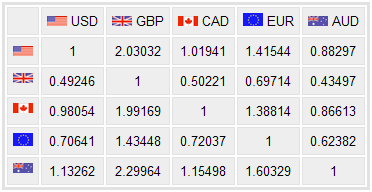 USD GBP CAD EUR AUD
1 2.03032 1.01941 1.41544 0.88297
0.49246 1 0.50221 0.69714 0.43497
0.98054 1.99169 1 1.38814 0.86613
0.70641 1.43448 0.72037 1 0.62382
1.13262 2.29964 1.15498 1.60329 1